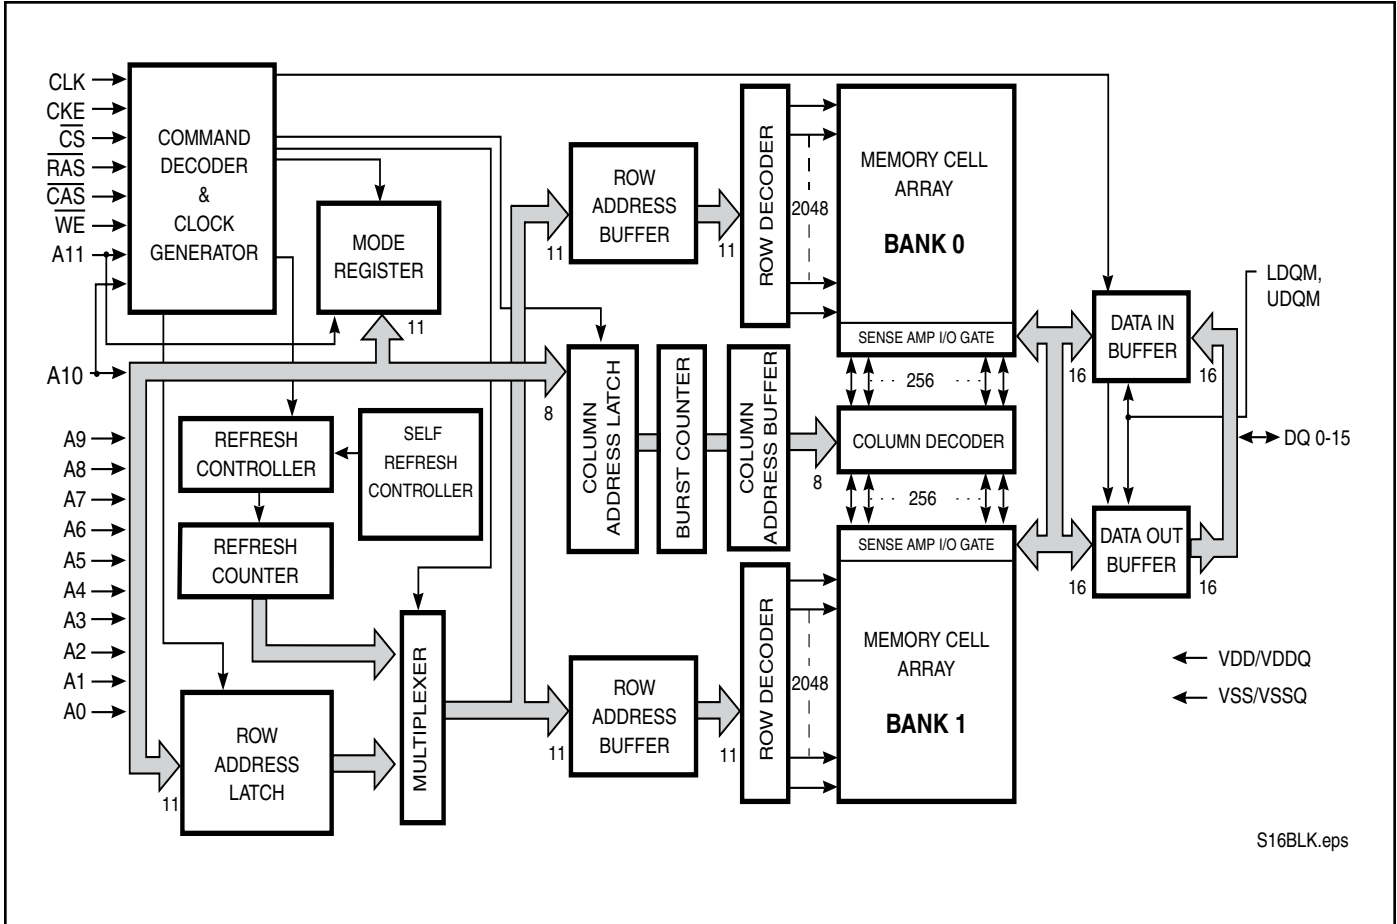 CLK
CKE
CS
RAS
CAS
WE
A11
A10
A9
A8
A7
A6
A5
A4
A3
A2
A1
A0
COMMAND
DECODER
&
CLOCK
GENERATOR
MODE
REGISTER
11
REFRESH
CONTROLLER
SELF
REFRESH
CONTROLLER
REFRESH
COUNTER
ROW
ADDRESS
LATCH
11
MULTIPLEXER
ROW
ADDRESS
BUFFER
11
11
ROW DECODER
2048
MEMORY CELL
ARRAY
BANK 0
SENSE AMP I/O GATE
8
COLUMN
ADDRESS LATCH
BURST COUNTER
COLUMN
ADDRESS BUFFER
8
256
COLUMN DECODER
256
SENSE AMP I/O GATE
MEMORY CELL
ARRAY
BANK 1
ROW
ADDRESS
BUFFER
11
11
ROW DECODER
2048
LDQM,
UDQM
DATA IN
BUFFER
16
16
DQ 0-15
DATA OUT
BUFFER
16
16
VDD/VDDQ
VSS/VSSQ
S16BLK.eps